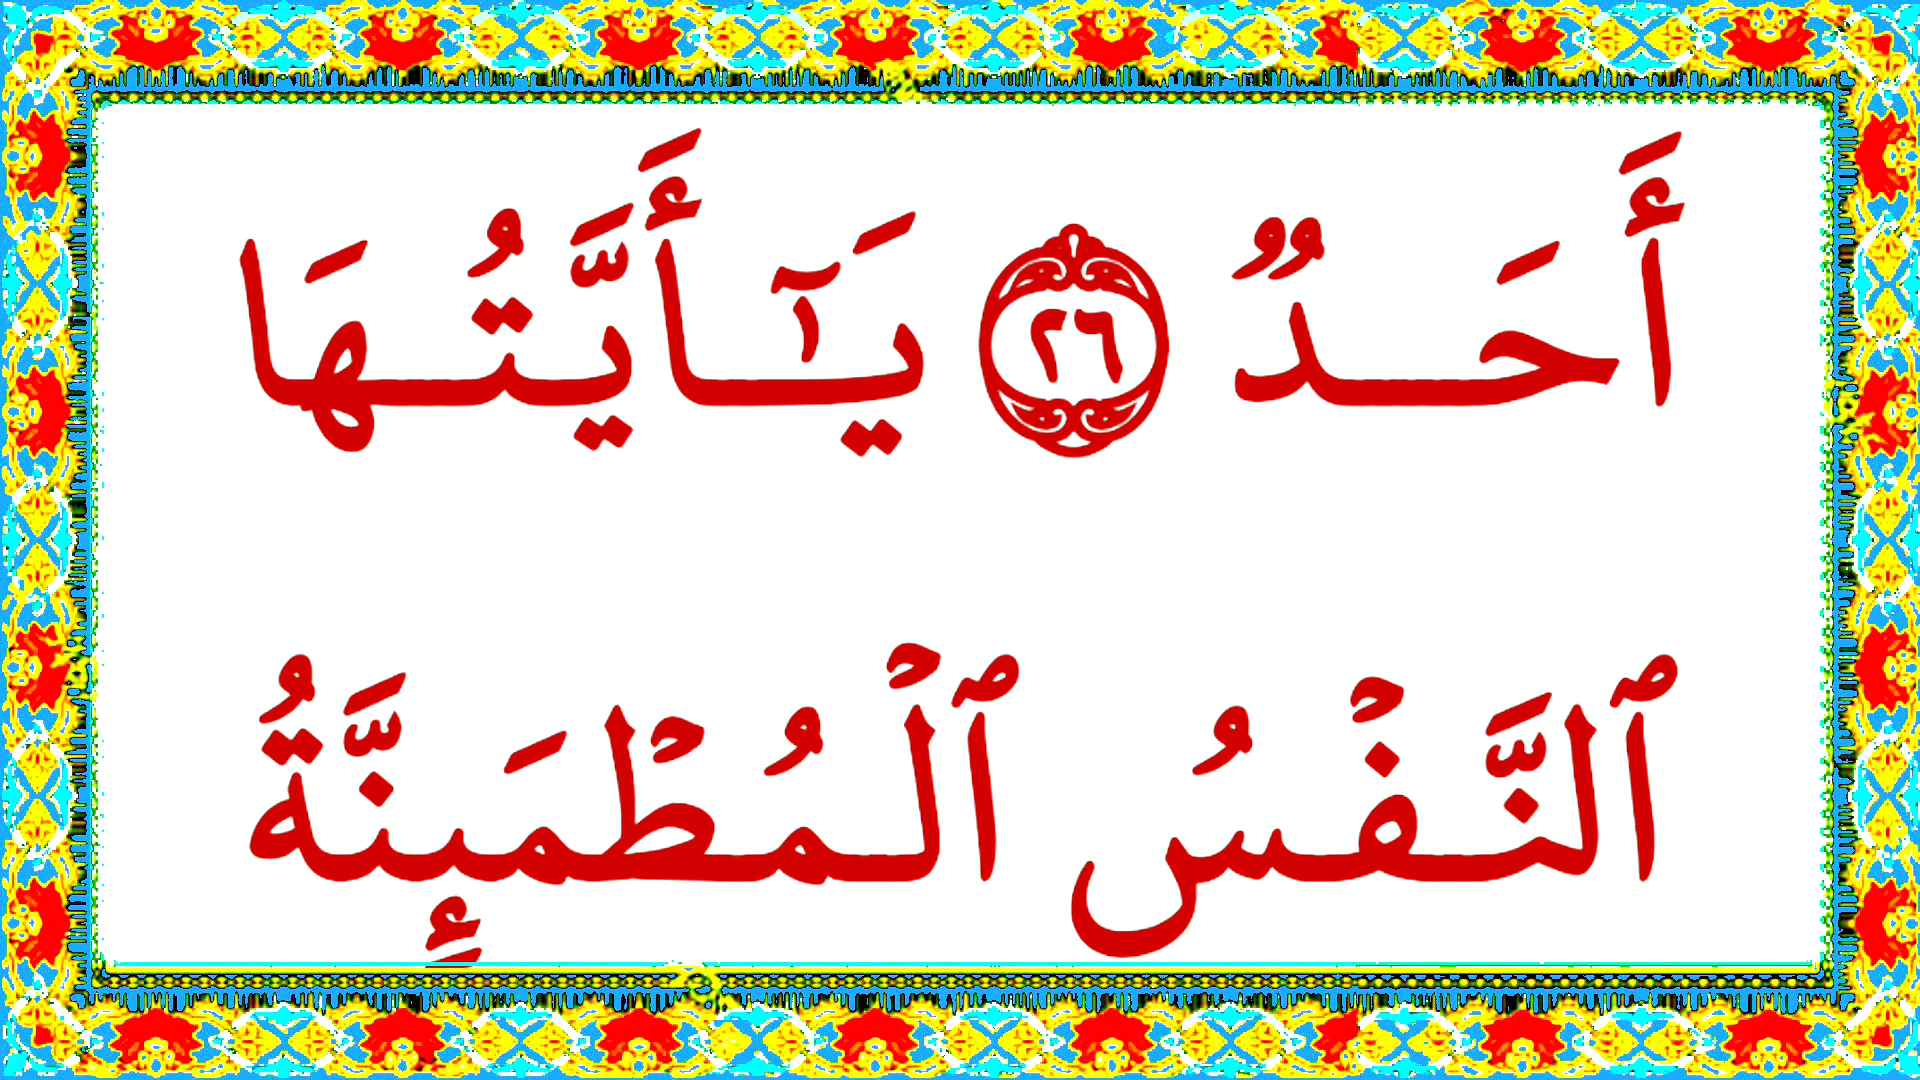 أَحَدٌ ٢٦ يَـٰٓأَيَّتُهَا
ٱلنَّفْسُ ٱلْمُطْمَئِنَّةُ